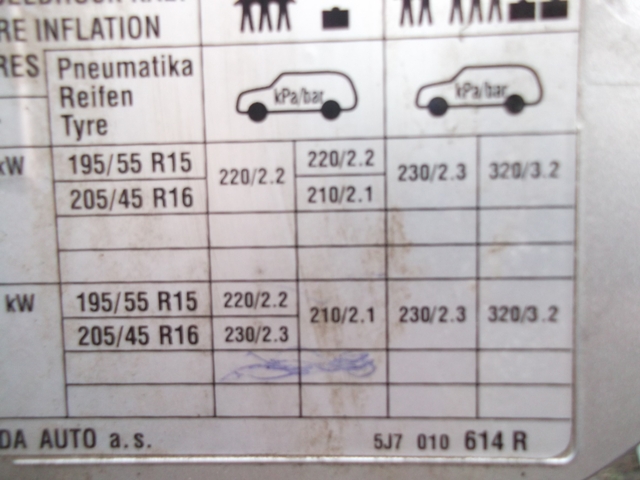 RE INFLATION
RES Pneumatika
Reifen
Tyre
kPa/bar kPa/bar
kW 195/55 R15 220/2.2 220/2.2 230/2.3 320/3.2
205/45 R16 210/2.1
kW 195/55 R15 220/2.2 210/2.1 230/2.3 320/3.2
205/45 R16 230/2.3
DA AUTO a.s. 5J7 010 614 R